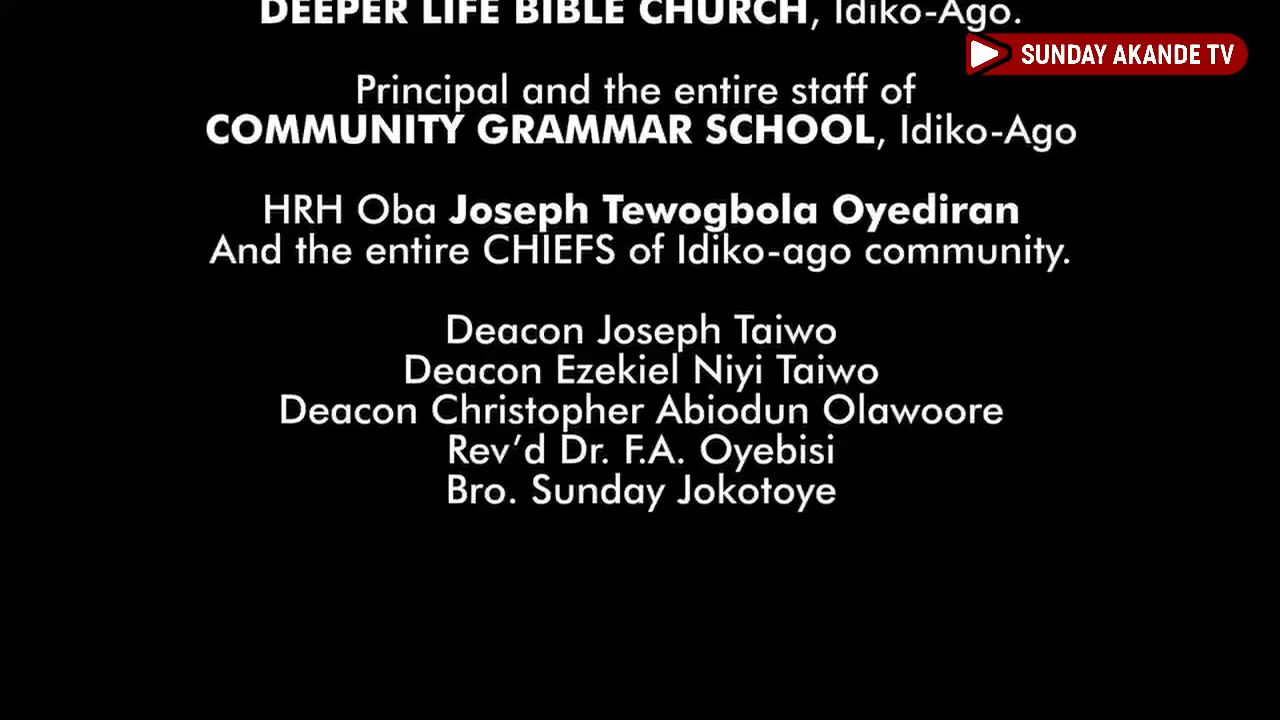 DEEPER LIFE BIBLE CHURCH, Idiko-Ago.
SUNDAY AKANDE TV
Principal and the entire staff of
COMMUNITY GRAMMAR SCHOOL, Idiko-Ago
HRH Oba Joseph Tewogbola Oyediran
And the entire CHIEFS of Idiko-ago community.
Deacon Joseph Taiwo
Deacon Ezekiel Niyi Taiwo
Deacon Christopher Abiodun Olawoore
Rev’d Dr. F.A. Oyebisi
Bro. Sunday Jokotoye